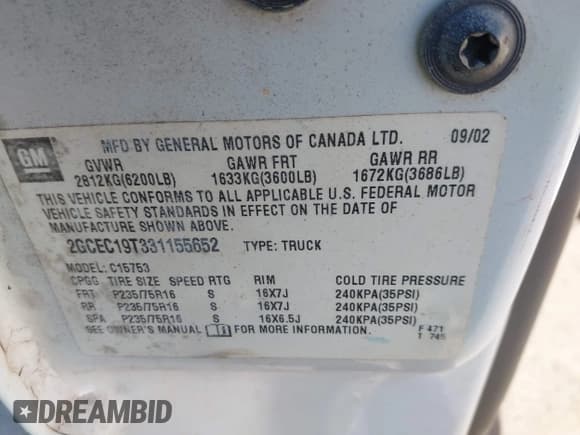 GM
MFD BY GENERAL MOTORS OF CANADA LTD. 09/02
GVWR GAWR FRT GAWR RR
2812KG(6200LB) 1633KG(3600LB) 1672KG(3686LB)
THIS VEHICLE CONFORMS TO ALL APPLICABLE U.S. FEDERAL MOTOR
VEHICLE SAFETY STANDARDS IN EFFECT ON THE DATE OF
MANUFACTURE SHOWN ABOVE.
2GCEC19T331155652 TYPE: TRUCK
MODEL: C15753
CPGG TIRE SIZE SPEED RTG RIM COLD TIRE PRESSURE
FRT P235/75R16 S 16X7J 240KPA(35PSI)
RR P235/75R16 S 16X7J 240KPA(35PSI)
SPA P235/75R16 S 16X6.5J 240KPA(35PSI)
SEE OWNER'S MANUAL FOR MORE INFORMATION. F 471
T 745
DREAMBID